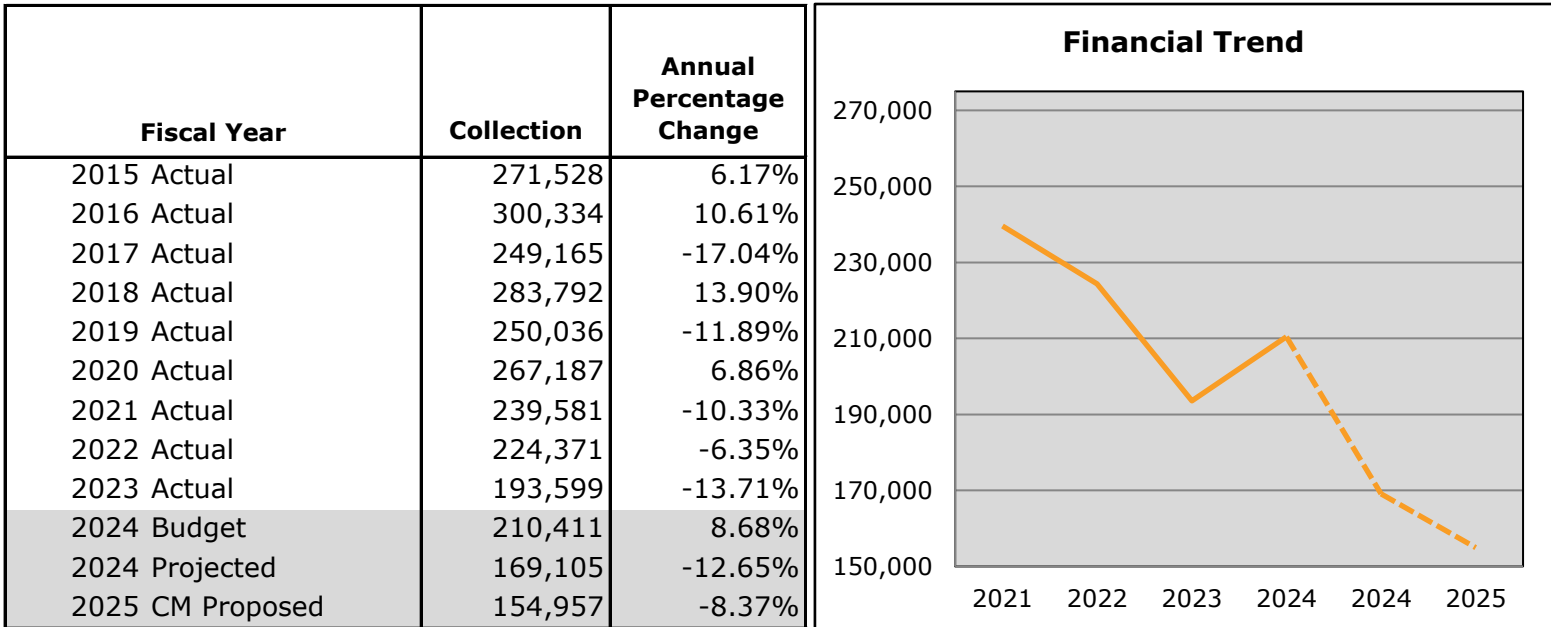 Fiscal Year Collection Annual Percentage Change
2015 Actual 271,528 6.17%
2016 Actual 300,334 10.61%
2017 Actual 249,165 -17.04%
2018 Actual 283,792 13.90%
2019 Actual 250,036 -11.89%
2020 Actual 267,187 6.86%
2021 Actual 239,581 -10.33%
2022 Actual 224,371 -6.35%
2023 Actual 193,599 -13.71%
2024 Budget 210,411 8.68%
2024 Projected 169,105 -12.65%
2025 CM Proposed 154,957 -8.37%
Financial Trend
270,000
250,000
230,000
210,000
190,000
170,000
150,000
2021 2022 2023 2024 2024 2025